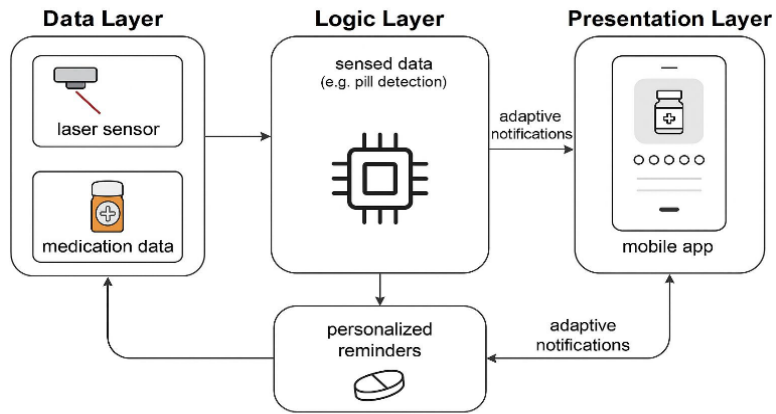 Data Layer
Logic Layer
Presentation Layer
laser sensor
medication data
sensed data
(e.g. pill detection)
adaptive
notifications
mobile app
personalized
reminders
adaptive
notifications